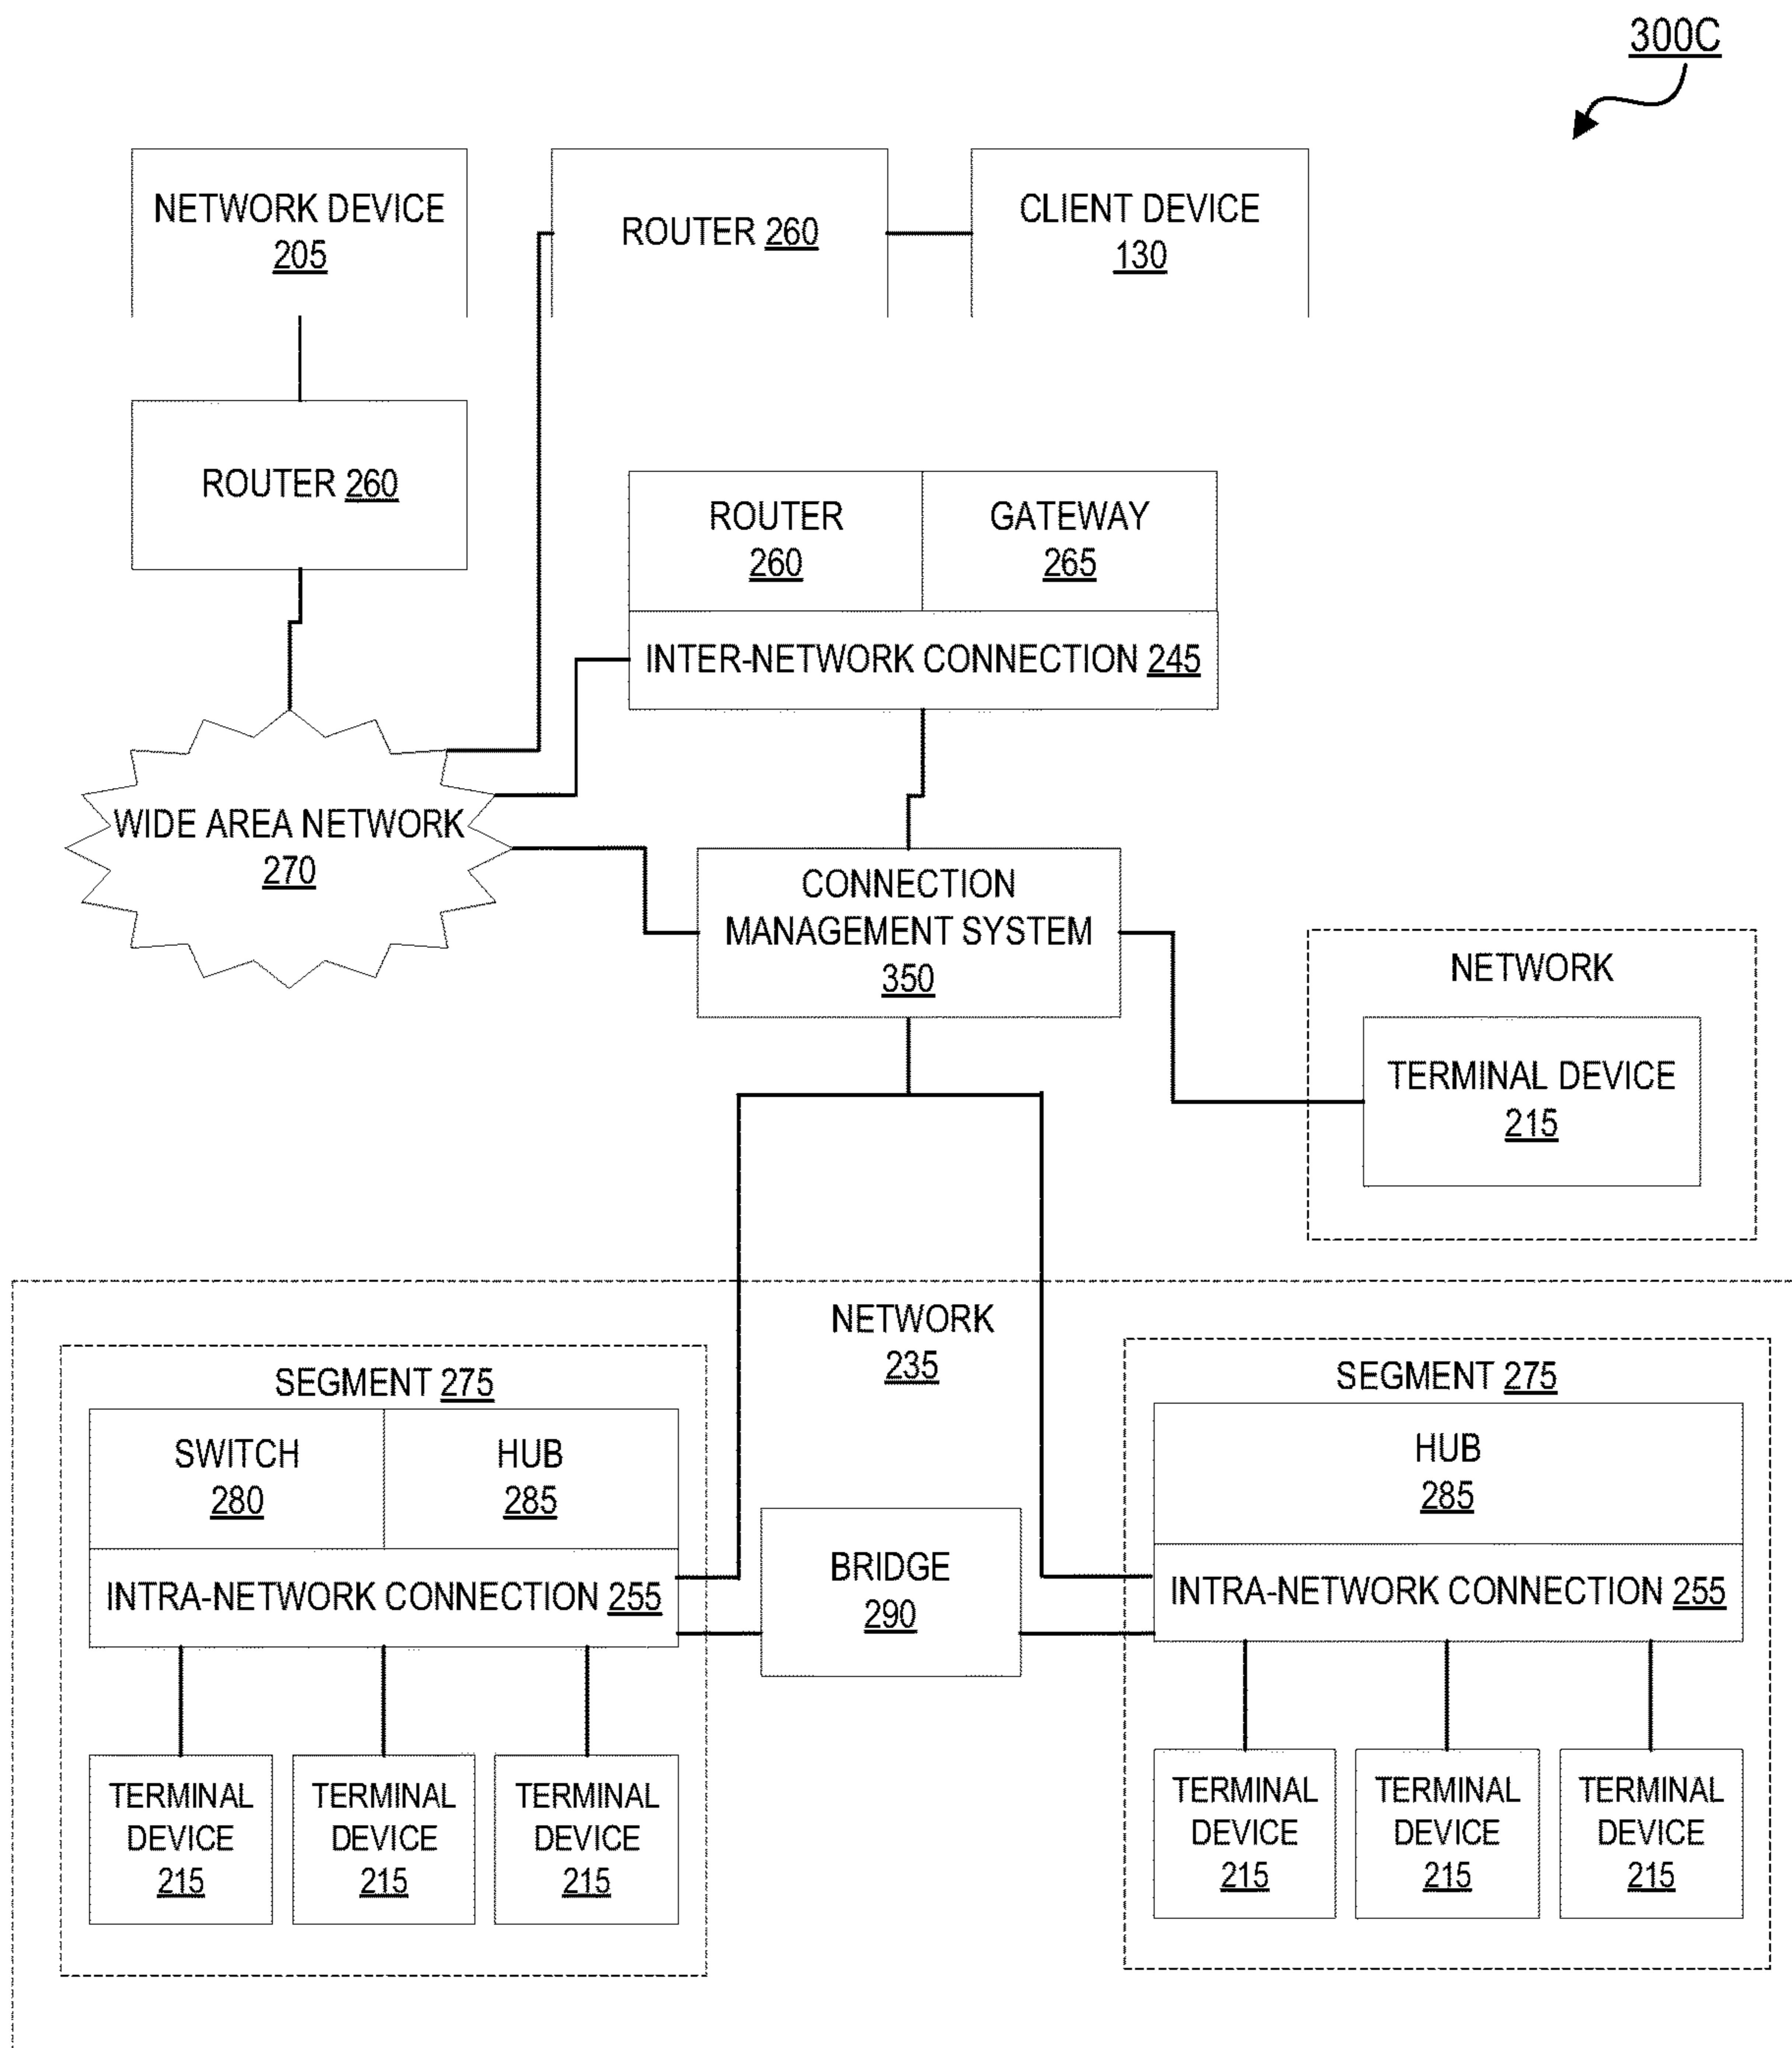 300C
NETWORK DEVICE
205
ROUTER 260
CLIENT DEVICE
130
ROUTER 260
ROUTER
260
GATEWAY
265
INTER-NETWORK CONNECTION 245
WIDE AREA NETWORK
270
CONNECTION
MANAGEMENT SYSTEM
350
NETWORK
TERMINAL DEVICE
215
NETWORK
235
SEGMENT 275
SWITCH
280
HUB
285
INTRA-NETWORK CONNECTION 255
TERMINAL
DEVICE
215
TERMINAL
DEVICE
215
TERMINAL
DEVICE
215
BRIDGE
290
SEGMENT 275
HUB
285
INTRA-NETWORK CONNECTION 255
TERMINAL
DEVICE
215
TERMINAL
DEVICE
215
TERMINAL
DEVICE
215